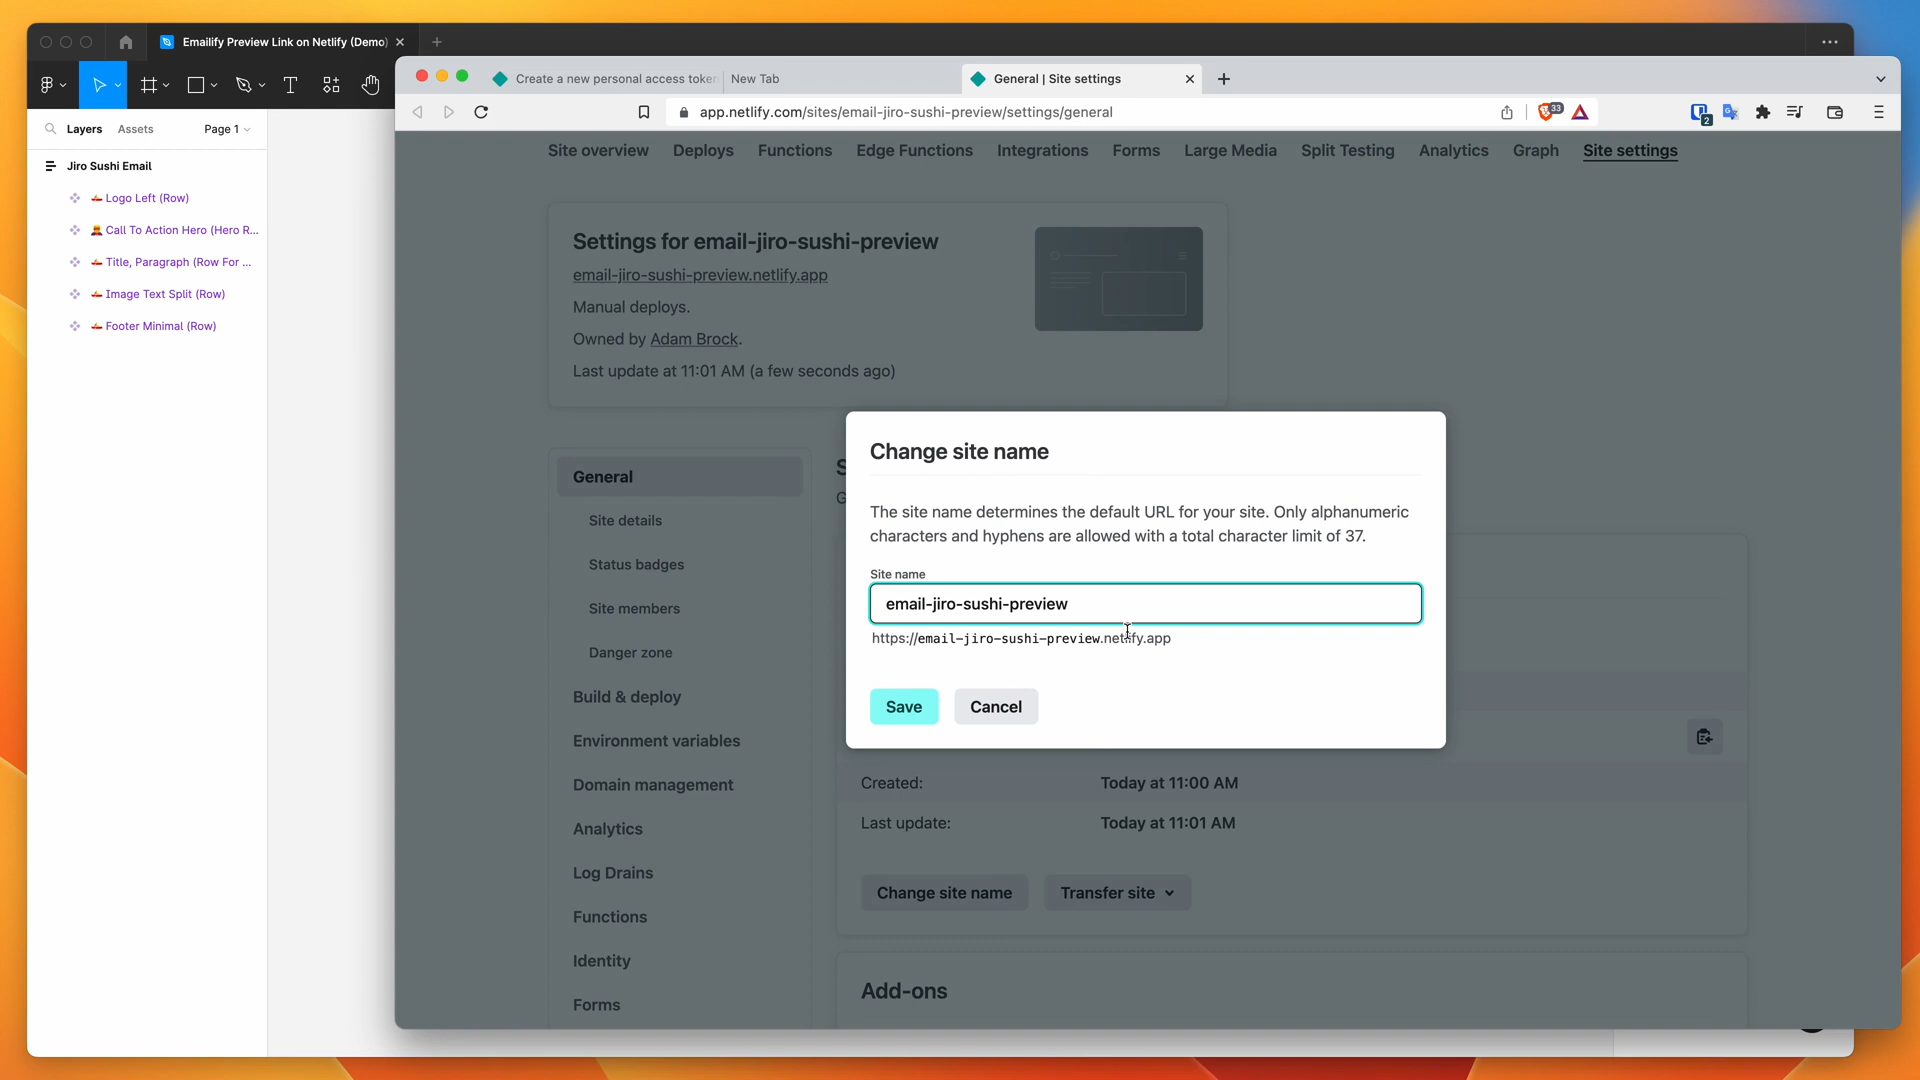 Emailify Preview Link on Netlify (Demo)
Layers
Assets
Page 1
Jiro Sushi Email
Logo Left (Row)
Call To Action Hero (Hero R...
Title, Paragraph (Row For ...
Image Text Split (Row)
Footer Minimal (Row)
Create a new personal access token
New Tab
General | Site settings
app.netlify.com/sites/email-jiro-sushi-preview/settings/general
33
2
Site overview
Deploys
Functions
Edge Functions
Integrations
Forms
Large Media
Split Testing
Analytics
Graph
Site settings
Settings for email-jiro-sushi-preview
email-jiro-sushi-preview.netlify.app
Manual deploys.
Owned by Adam Brock.
Last update at 11:01 AM (a few seconds ago)
General
Site details
Status badges
Site members
Danger zone
Build & deploy
Environment variables
Domain management
Analytics
Log Drains
Functions
Identity
Forms
S
G
Change site name
The site name determines the default URL for your site. Only alphanumeric
characters and hyphens are allowed with a total character limit of 37.
Site name
email-jiro-sushi-preview
https://email-jiro-sushi-preview.netlify.app
Save
Cancel
Created:
Today at 11:00 AM
Last update:
Today at 11:01 AM
Change site name
Transfer site
Add-ons